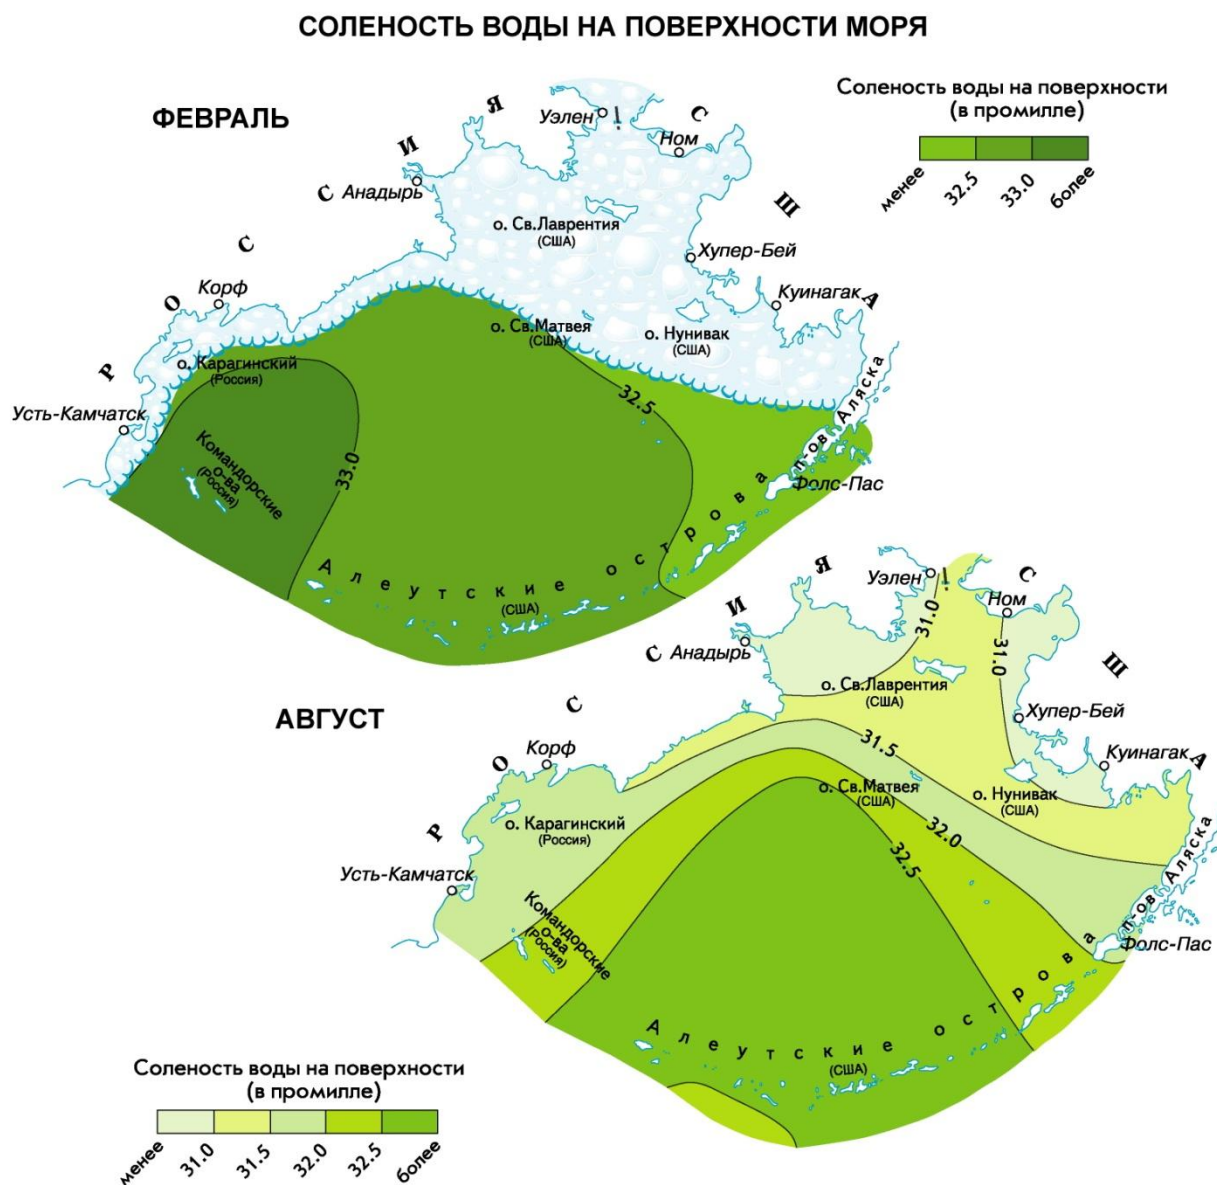 СОЛЕНОСТЬ ВОДЫ НА ПОВЕРХНОСТИ МОРЯ
ФЕВРАЛЬ
Соленость воды на поверхности
(в промилле)
менее
32.5
33.0
более
РОССИЯ
США
Уэлен
Ном
Анадырь
о. Св.Лаврентия
(США)
Хупер-Бей
Корф
Куинагак
о. Св.Матвея
(США)
о. Нунивак
(США)
о. Карагинский
(Россия)
Усть-Камчатск
32.5
33.0
Командорские
о-ва
(Россия)
п-ов Аляска
Фолс-Пас
Алеутские острова
(США)
АВГУСТ
РОССИЯ
США
Уэлен
Ном
31.0
31.0
Анадырь
о. Св.Лаврентия
(США)
Хупер-Бей
Корф
31.5
Куинагак
о. Св.Матвея
(США)
о. Нунивак
(США)
о. Карагинский
(Россия)
32.0
32.5
Усть-Камчатск
Командорские
о-ва
(Россия)
п-ов Аляска
Фолс-Пас
Алеутские острова
(США)
Соленость воды на поверхности
(в промилле)
менее
31.0
31.5
32.0
32.5
более